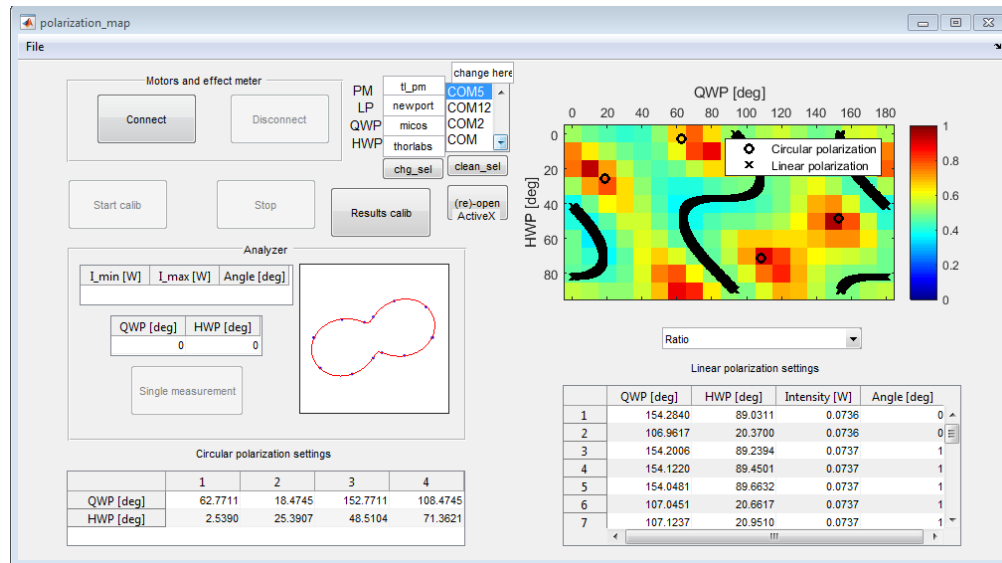 polarization_map
File
Motors and effect meter
Connect
Disconnect
PM
LP
QWP
HWP
tl_pm
newport
micos
thorlabs
change here
COM5
COM12
COM2
COM
chg_sel
clean_sel
Start calib
Stop
Results calib
(re)-open
ActiveX
Analyzer
I_min [W] I_max [W] Angle [deg]
QWP [deg] HWP [deg]
0 0
Single measurement
Circular polarization settings
1 2 3 4
QWP [deg] 62.7711 18.4745 152.7711 108.4745
HWP [deg] 2.5390 25.3907 48.5104 71.3621
QWP [deg]
0 20 40 60 80 100 120 140 160 180
HWP [deg]
0
20
40
60
80
Circular polarization
Linear polarization
1
0.8
0.6
0.4
0.2
0
Ratio
Linear polarization settings
QWP [deg] HWP [deg] Intensity [W] Angle [deg]
1 154.2840 89.0311 0.0736 0
2 106.9617 20.3700 0.0736 0
3 154.2006 89.2394 0.0737 1
4 154.1220 89.4501 0.0737 1
5 154.0481 89.6632 0.0737 1
6 107.0451 20.6617 0.0737 1
7 107.1237 20.9510 0.0737 1